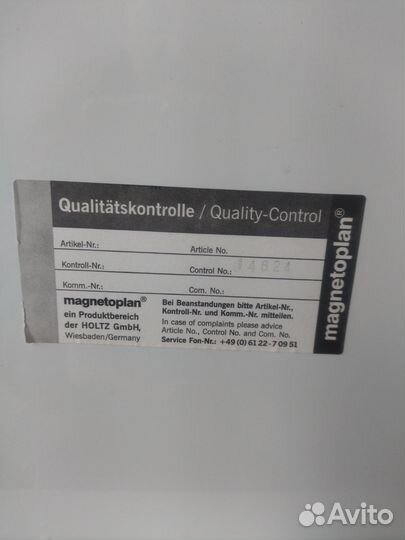 Qualitätskontrolle / Quality-Control
Artikel-Nr.: Article No.
Kontroll-Nr.: Control No.: 14624
Komm.-Nr.: Com. No.:
magnetoplan®
ein Produktbereich
der HOLTZ GmbH,
Wiesbaden/Germany
Bei Beanstandungen bitte Artikel-Nr.,
Kontroll-Nr. und Komm.-Nr. mitteilen.
In case of complaints please advice
Article No., Control No. and Com. No.
Service Fon-Nr.: +49 (0) 61 22-7 09 51
magnetoplan®
Avito